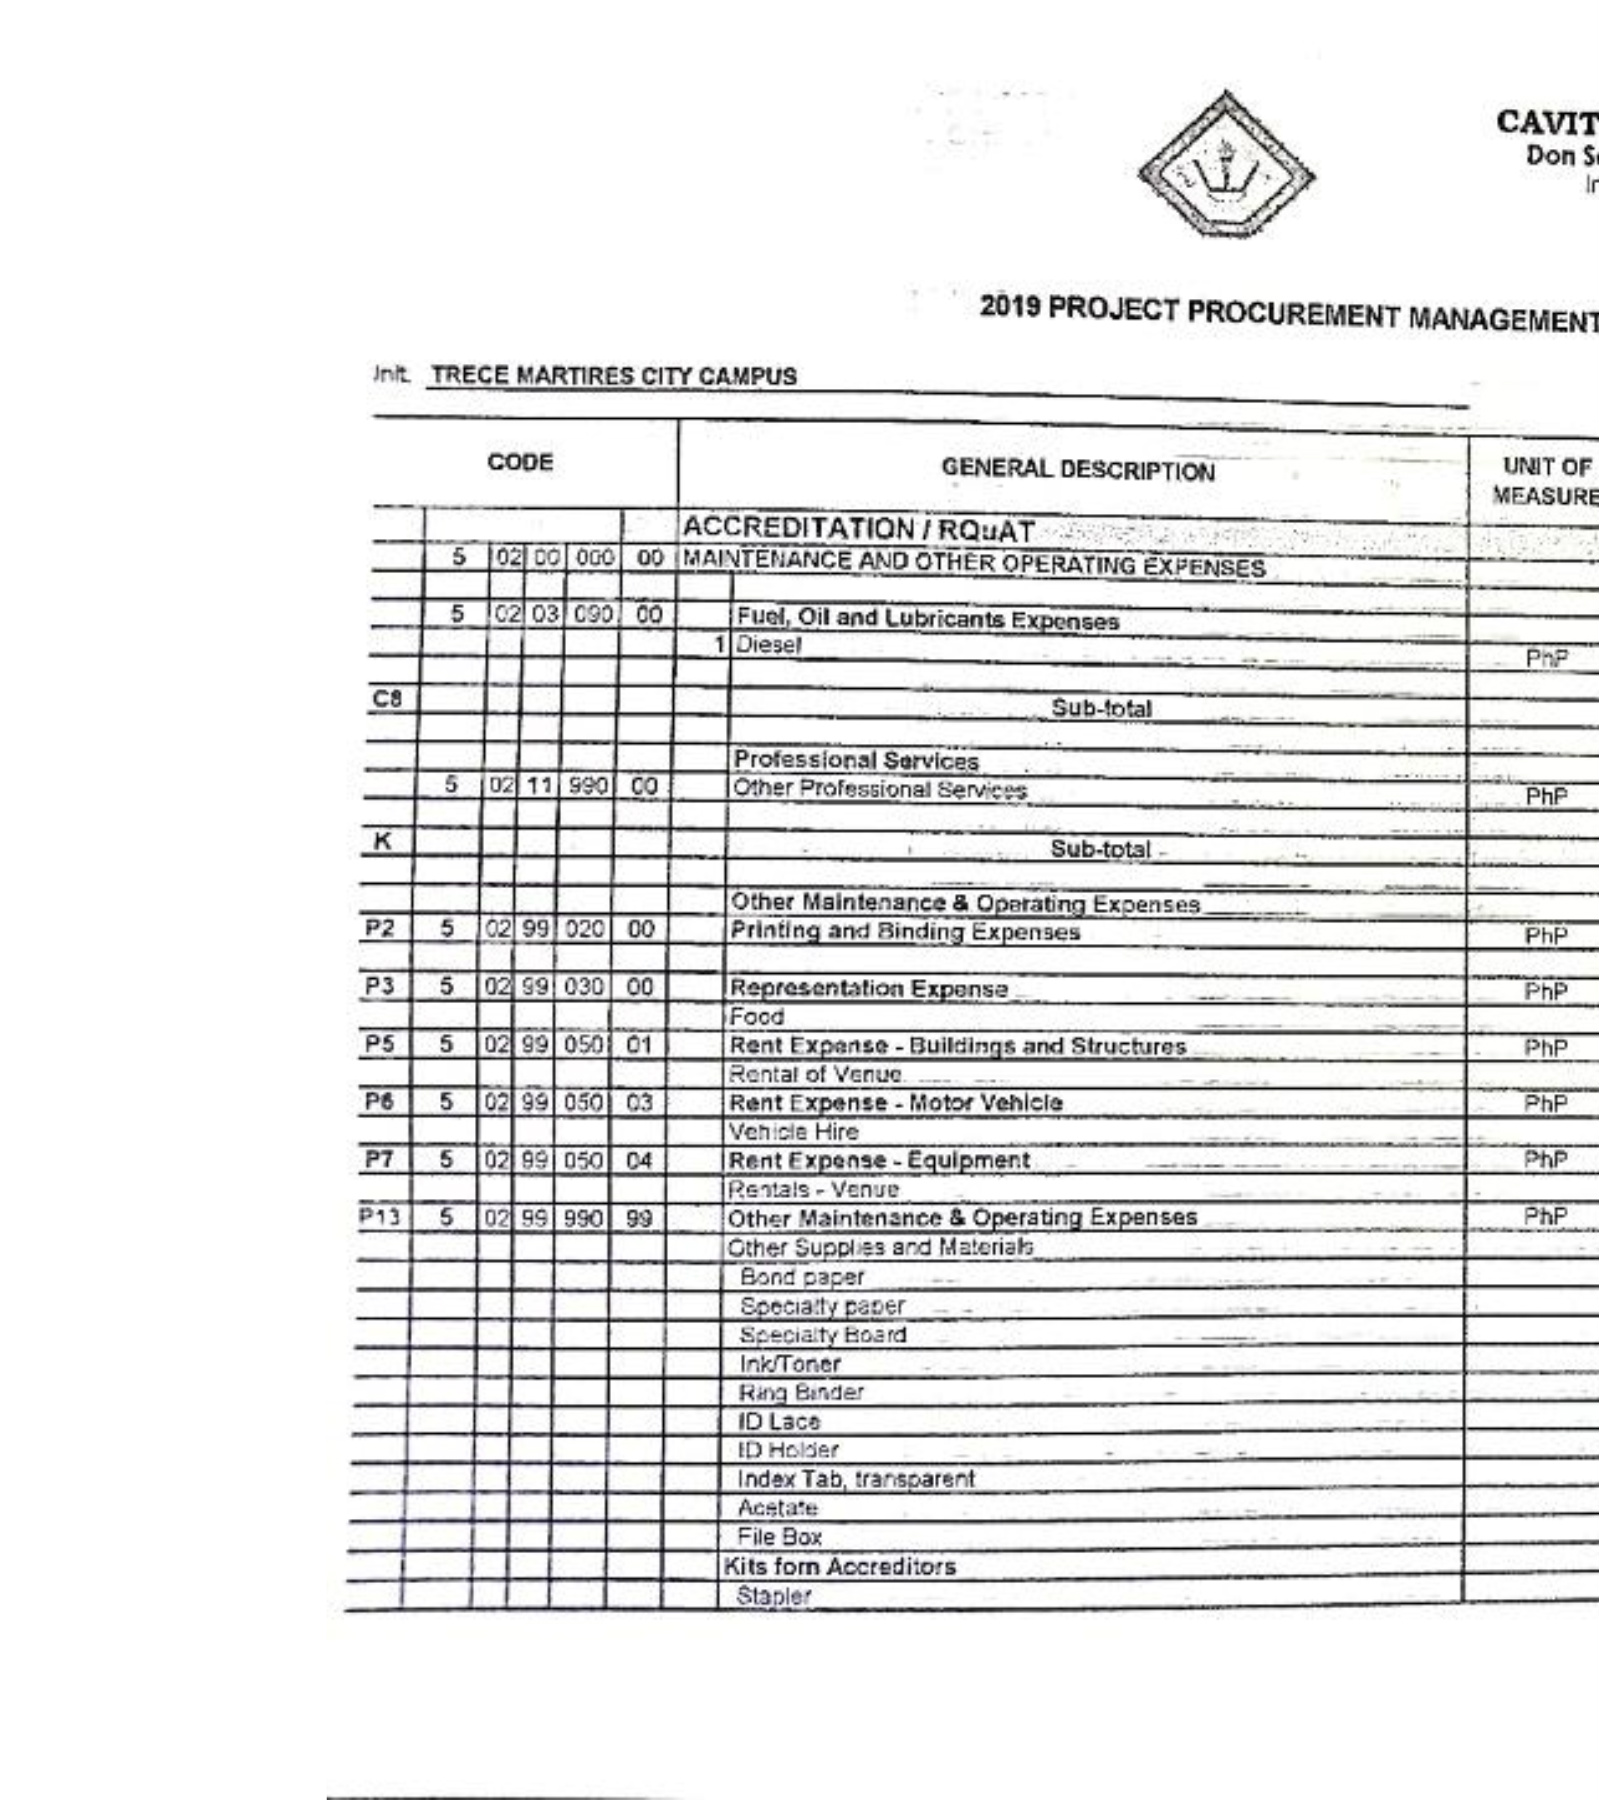 CAVIT
Don S
2019 PROJECT PROCUREMENT MANAGEMENT
Unit. TRECE MARTIRES CITY CAMPUS
CODE GENERAL DESCRIPTION UNIT OF MEASURE
ACCREDITATION / RQuAT
5 02 00 000 00 MAINTENANCE AND OTHER OPERATING EXPENSES
5 02 03 090 00 Fuel, Oil and Lubricants Expenses
1 Diesel PhP
C8 Sub-total
Professional Services
5 02 11 990 00 Other Professional Services PhP
K Sub-total
Other Maintenance & Operating Expenses
P2 5 02 99 020 00 Printing and Binding Expenses PhP
P3 5 02 99 030 00 Representation Expense PhP
Food
P5 5 02 99 050 01 Rent Expense - Buildings and Structures PhP
Rental of Venue
P6 5 02 99 050 03 Rent Expense - Motor Vehicle PhP
Vehicle Hire
P7 5 02 99 050 04 Rent Expense - Equipment PhP
Rentals - Venue
P13 5 02 99 990 99 Other Maintenance & Operating Expenses PhP
Other Supplies and Materials
Bond paper
Specialty paper
Specialty Board
Ink/Toner
Ring Binder
ID Lace
ID Holder
Index Tab, transparent
Acetate
File Box
Kits forn Accreditors
Stapler